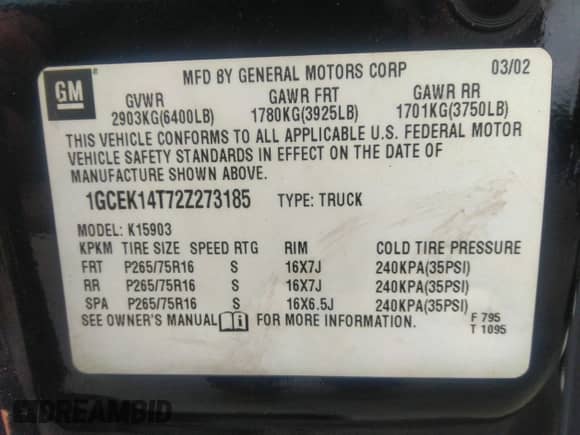 GM
MFD BY GENERAL MOTORS CORP 03/02
GVWR GAWR FRT GAWR RR
2903KG(6400LB) 1780KG(3925LB) 1701KG(3750LB)
THIS VEHICLE CONFORMS TO ALL APPLICABLE U.S. FEDERAL MOTOR
VEHICLE SAFETY STANDARDS IN EFFECT ON THE DATE OF
MANUFACTURE SHOWN ABOVE.
1GCEK14T72Z273185 TYPE: TRUCK
MODEL: K15903
KPKM TIRE SIZE SPEED RTG RIM COLD TIRE PRESSURE
FRT P265/75R16 S 16X7J 240KPA(35PSI)
RR P265/75R16 S 16X7J 240KPA(35PSI)
SPA P265/75R16 S 16X6.5J 240KPA(35PSI)
SEE OWNER'S MANUAL FOR MORE INFORMATION. F 795
T 1095
DREAMBID